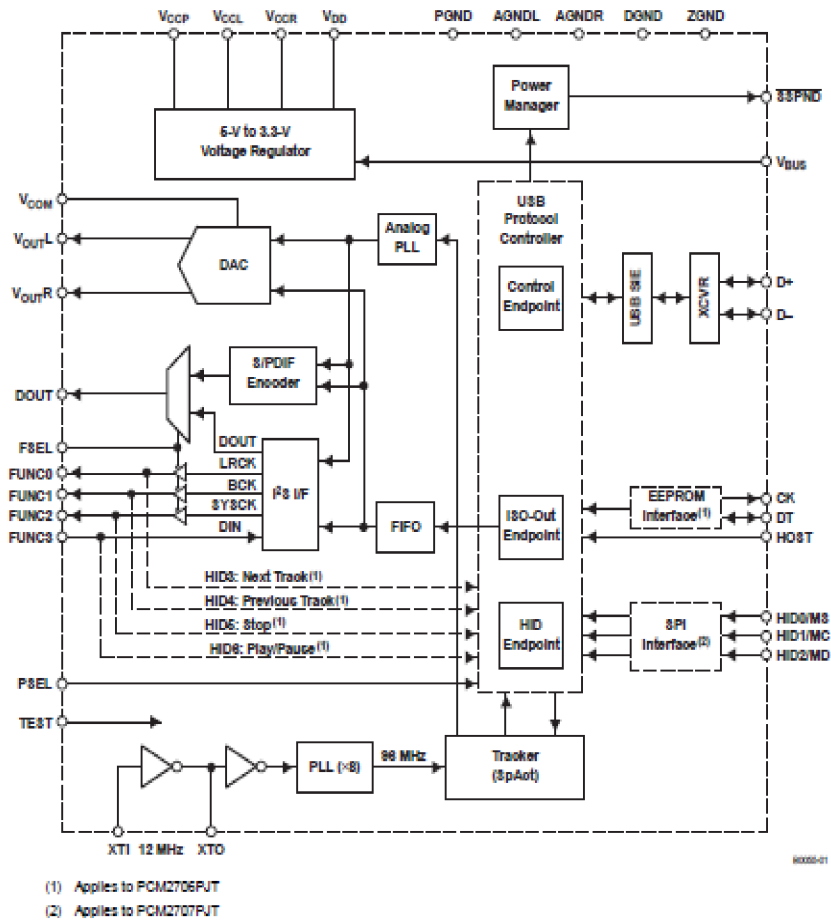 VCCP VCCL VCCR VDD PGND AGNDL AGNDR DGND ZGND
Power
Manager
SSPND
5-V to 3.3-V
Voltage Regulator
VBUS
VCOM
USB
Protocol
Controller
Analog
PLL
VOUTL
DAC
VOUTR
Control
Endpoint
USB SIE
XCVR
D+
D–
S/PDIF
Encoder
DOUT
FSEL
DOUT
FUNC0
LRCK
FUNC1
BCK
I²S I/F
FUNC2
SYSCK
FUNC3
DIN
FIFO
ISO-Out
Endpoint
EEPROM
Interface(1)
CK
DT
HOST
HID3: Next Track(1)
HID4: Previous Track(1)
HID5: Stop(1)
HID6: Play/Pause(1)
HID
Endpoint
SPI
Interface(2)
HID0/MS
HID1/MC
HID2/MD
PSEL
TEST
PLL (×8)
96 MHz
Tracker
(SpAct)
XTI 12 MHz XTO
B0055-01
(1) Applies to PCM2706PJT
(2) Applies to PCM2707PJT